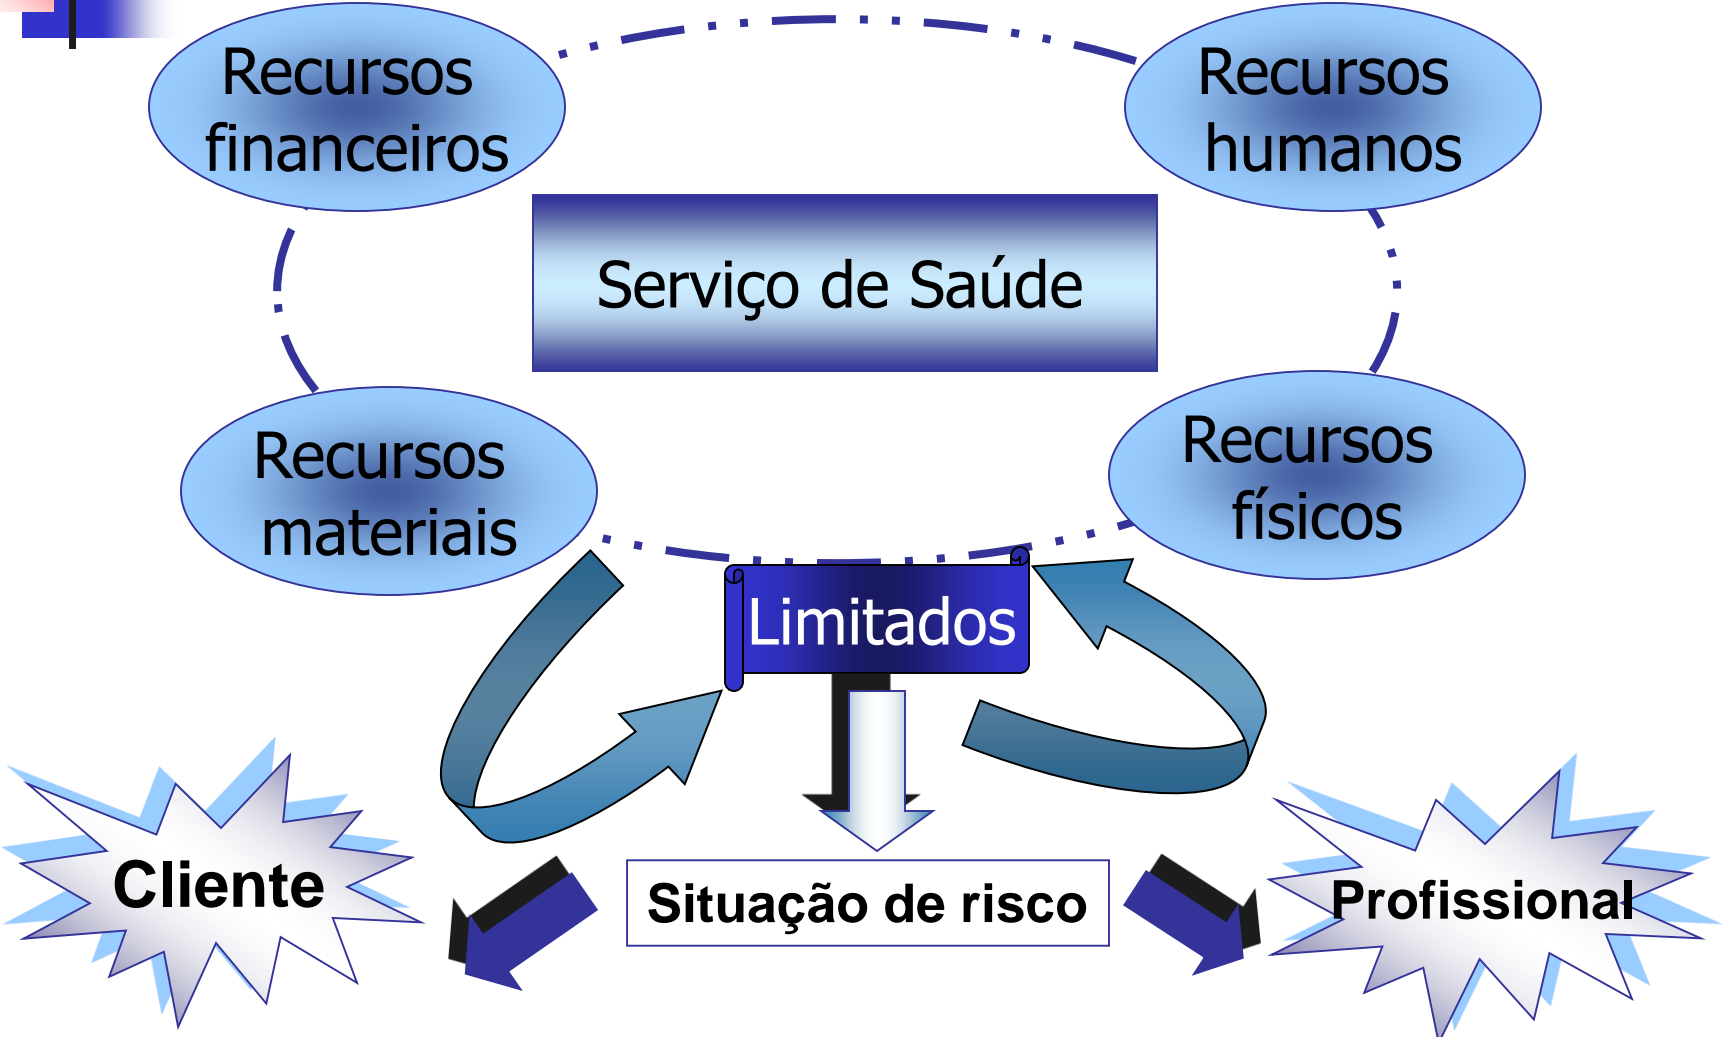 Recursos
financeiros
Recursos
humanos
Serviço de Saúde
Recursos
materiais
Recursos
físicos
Limitados
Cliente
Situação de risco
Profissional